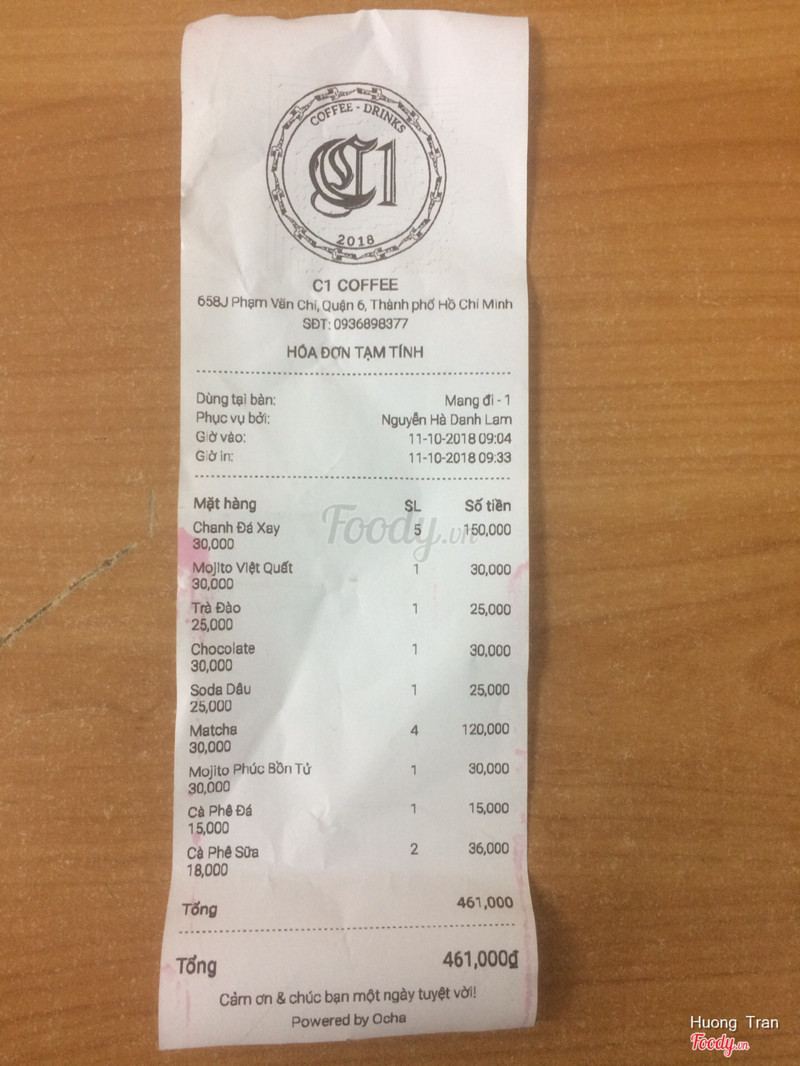 COFFEE - DRINKS
C1
2018
C1 COFFEE
658J Phạm Văn Chí, Quận 6, Thành phố Hồ Chí Minh
SĐT: 0936898377
HÓA ĐƠN TẠM TÍNH
Dùng tại bàn: Mang đi - 1
Phục vụ bởi: Nguyễn Hà Danh Lam
Giờ vào: 11-10-2018 09:04
Giờ in: 11-10-2018 09:33
Mặt hàng SL Số tiền
Chanh Đá Xay 5 150,000
30,000
Mojito Việt Quất 1 30,000
30,000
Trà Đào 1 25,000
25,000
Chocolate 1 30,000
30,000
Soda Dâu 1 25,000
25,000
Matcha 4 120,000
30,000
Mojito Phúc Bồn Tử 1 30,000
30,000
Cà Phê Đá 1 15,000
15,000
Cà Phê Sữa 2 36,000
18,000
Tổng 461,000
Tổng 461,000₫
Cảm ơn & chúc bạn một ngày tuyệt vời!
Powered by Ocha
Foody.vn
Huong Tran
Foody.vn